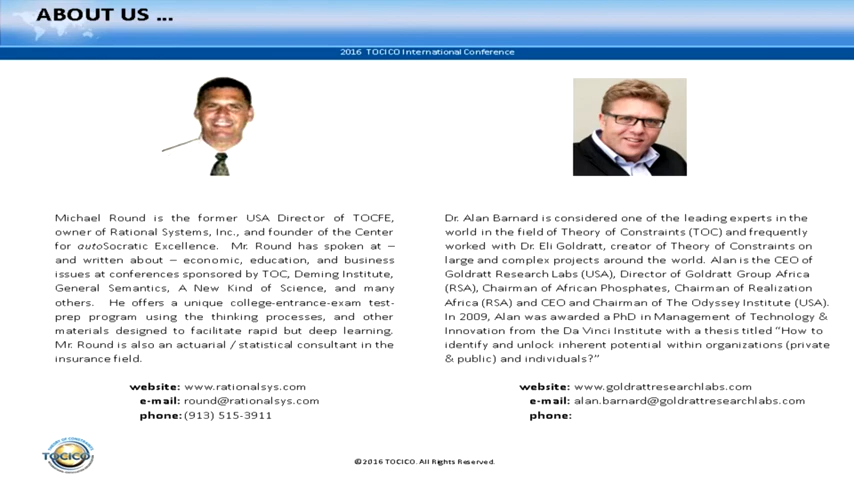 ABOUT US ...
2016 TOCICO International Conference
Michael Round is the former USA Director of TOCFE,
owner of Rational Systems, Inc., and founder of the Center
for autoSocratic Excellence. Mr. Round has spoken at –
and written about – economic, education, and business
issues at conferences sponsored by TOC, Deming Institute,
General Semantics, A New Kind of Science, and many
others. He offers a unique college-entrance-exam test-
prep program using the thinking processes, and other
materials designed to facilitate rapid but deep learning.
Mr. Round is also an actuarial / statistical consultant in the
insurance field.
website: www.rationalsys.com
e-mail: round@rationalsys.com
phone: (913) 515-3911
Dr. Alan Barnard is considered one of the leading experts in the
world in the field of Theory of Constraints (TOC) and frequently
worked with Dr. Eli Goldratt, creator of Theory of Constraints on
large and complex projects around the world. Alan is the CEO of
Goldratt Research Labs (USA), Director of Goldratt Group Africa
(RSA), Chairman of African Phosphates, Chairman of Realization
Africa (RSA) and CEO and Chairman of The Odyssey Institute (USA).
In 2009, Alan was awarded a PhD in Management of Technology &
Innovation from the Da Vinci Institute with a thesis titled “How to
identify and unlock inherent potential within organizations (private
& public) and individuals?”
website: www.goldrattresearchlabs.com
e-mail: alan.barnard@goldrattresearchlabs.com
phone:
TOCICO
©2016 TOCICO. All Rights Reserved.